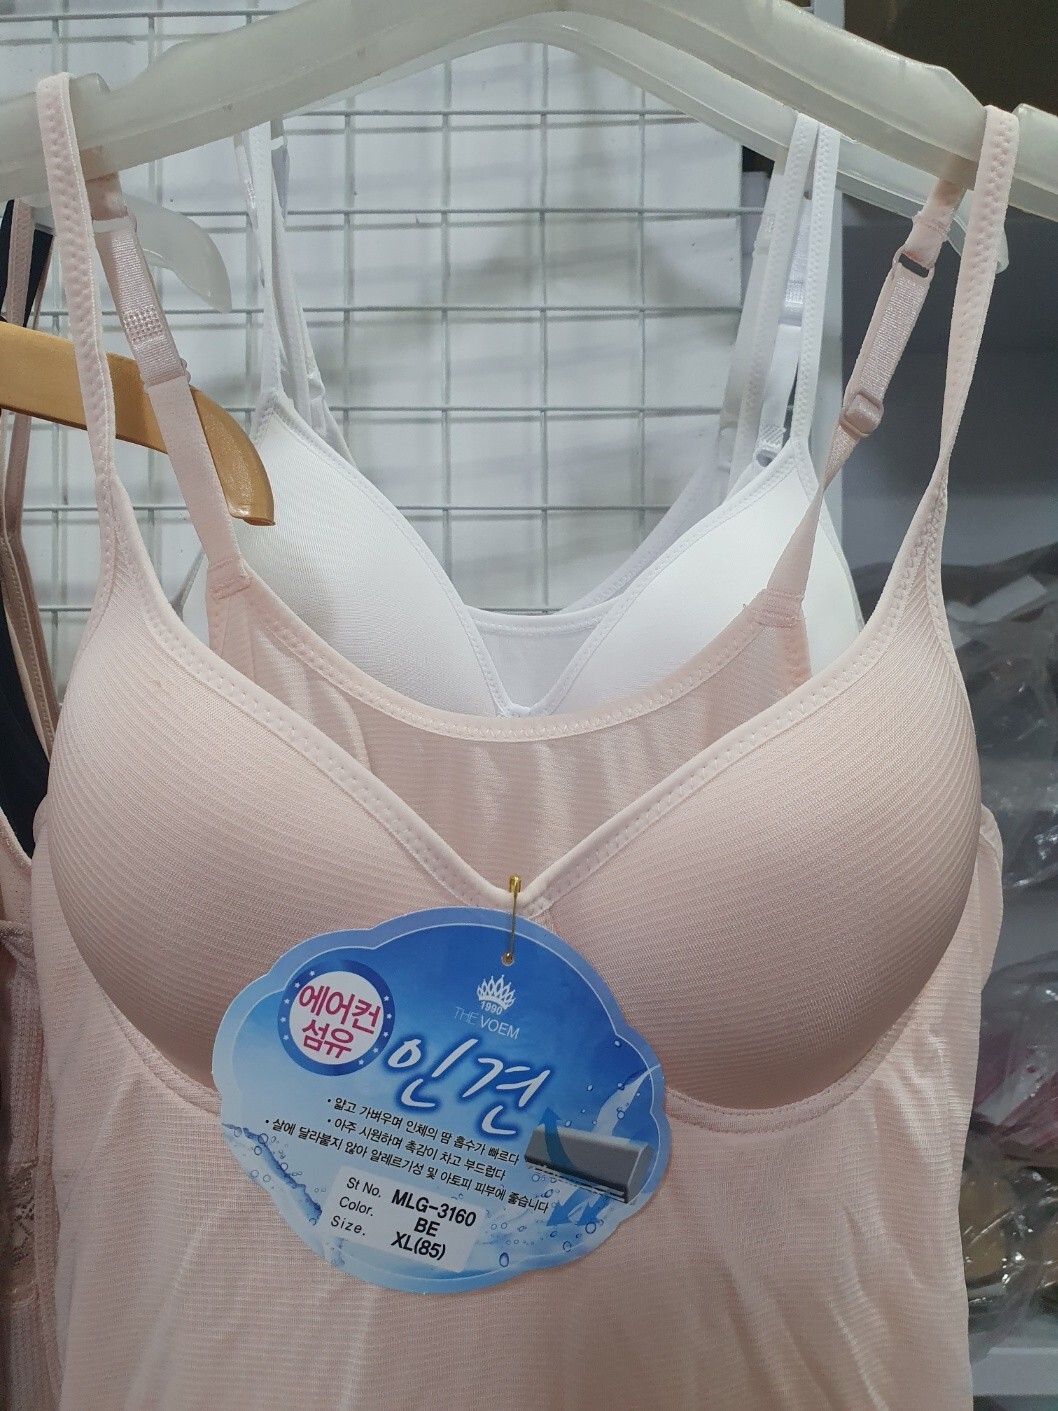 1990
THE VOEM
에어컨
섬유
인견
• 얇고 가벼우며 인체의 땀 흡수가 빠르다
• 아주 시원하며 촉감이 차고 부드럽다
• 살에 달라붙지 않아 알레르기성 및 아토피 피부에 좋습니다
St No. MLG-3160
Color. BE
Size. XL(85)